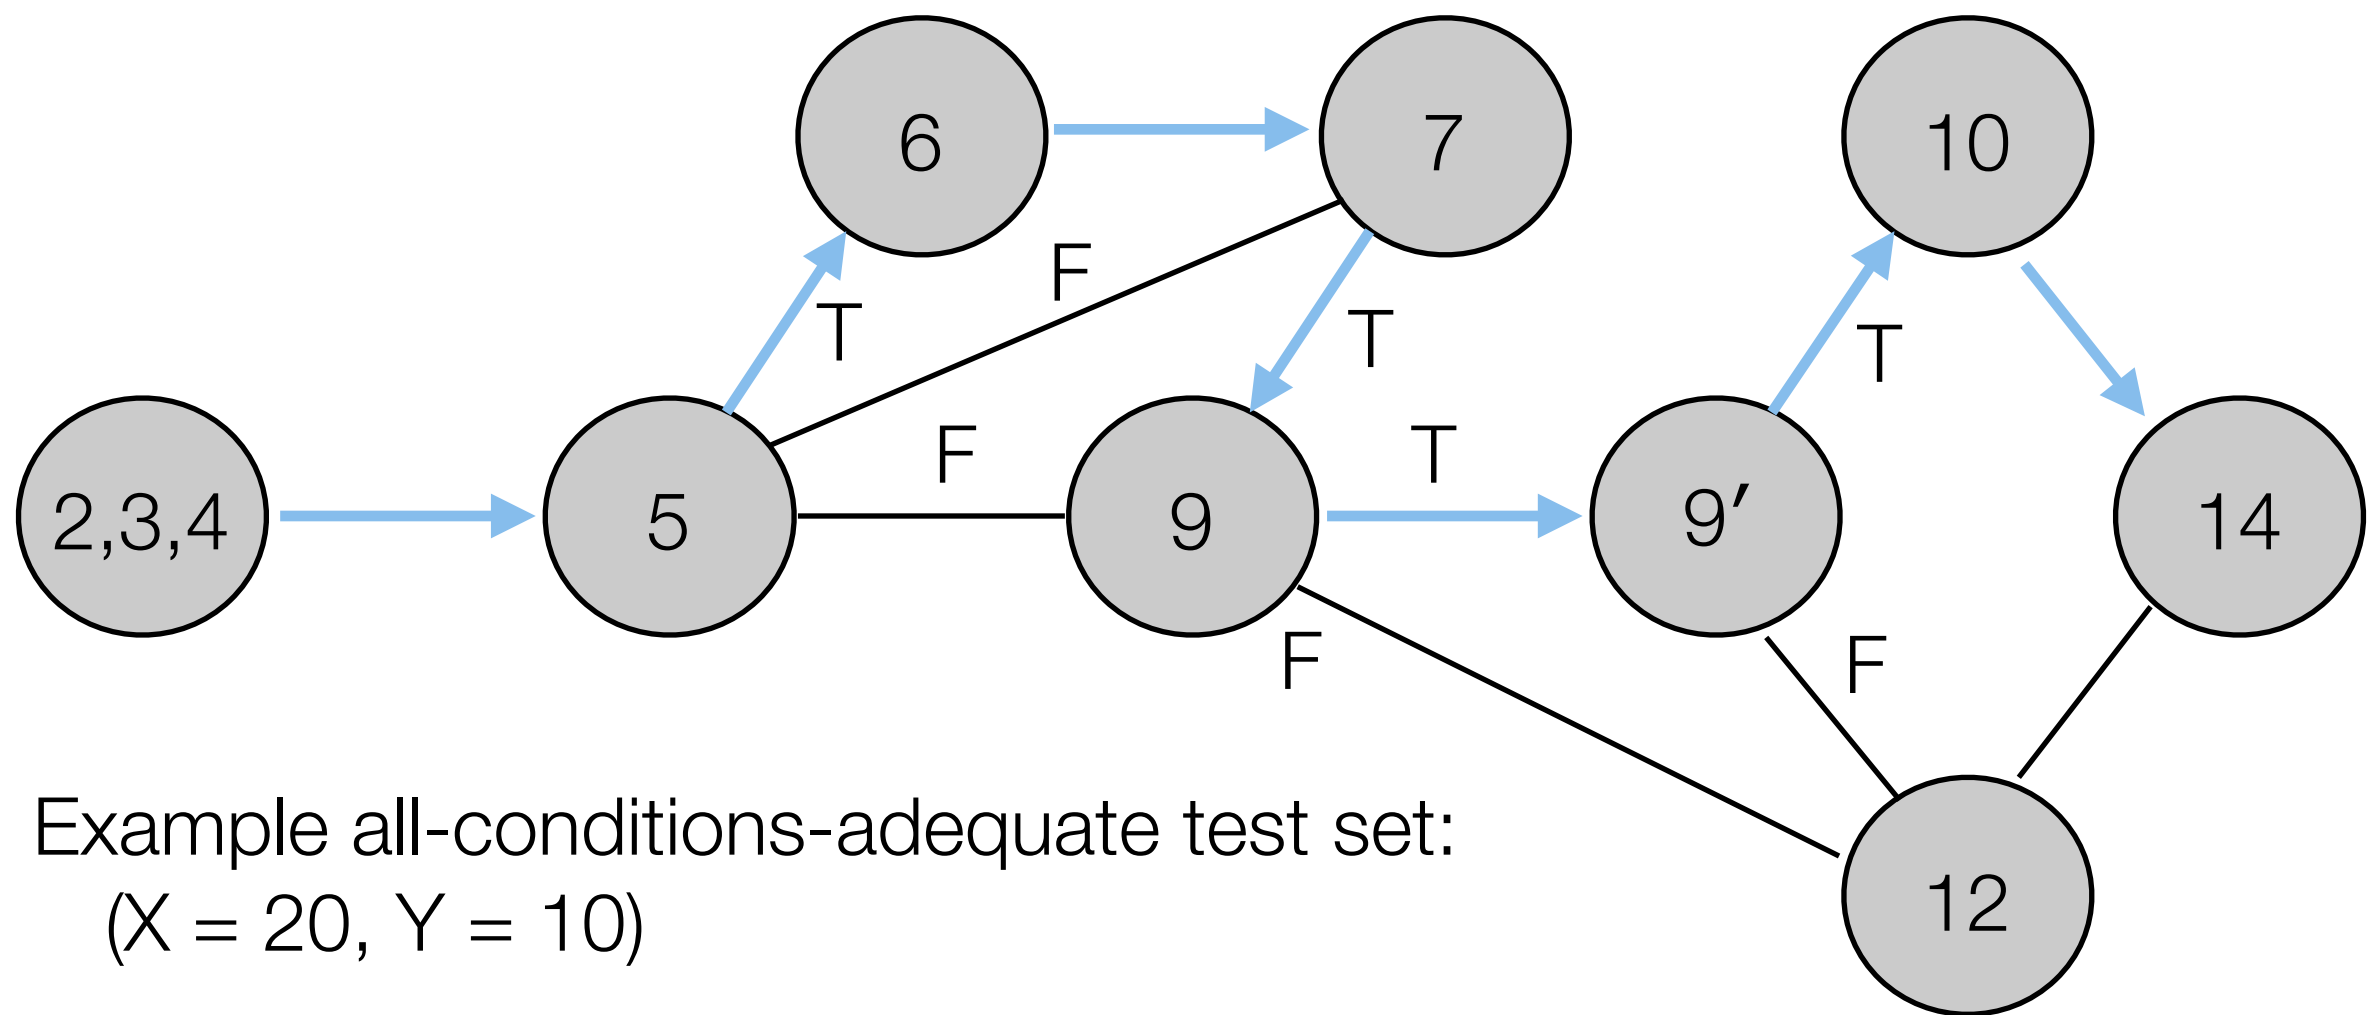 6
7
10
F
T
T
T
2,3,4
5
F
9
T
9′
14
F
F
Example all-conditions-adequate test set:
(X = 20, Y = 10)
12